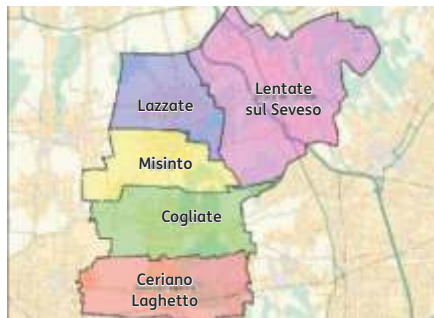 Lentate
sul Seveso
Lazzate
Misinto
Cogliate
Ceriano
Laghetto